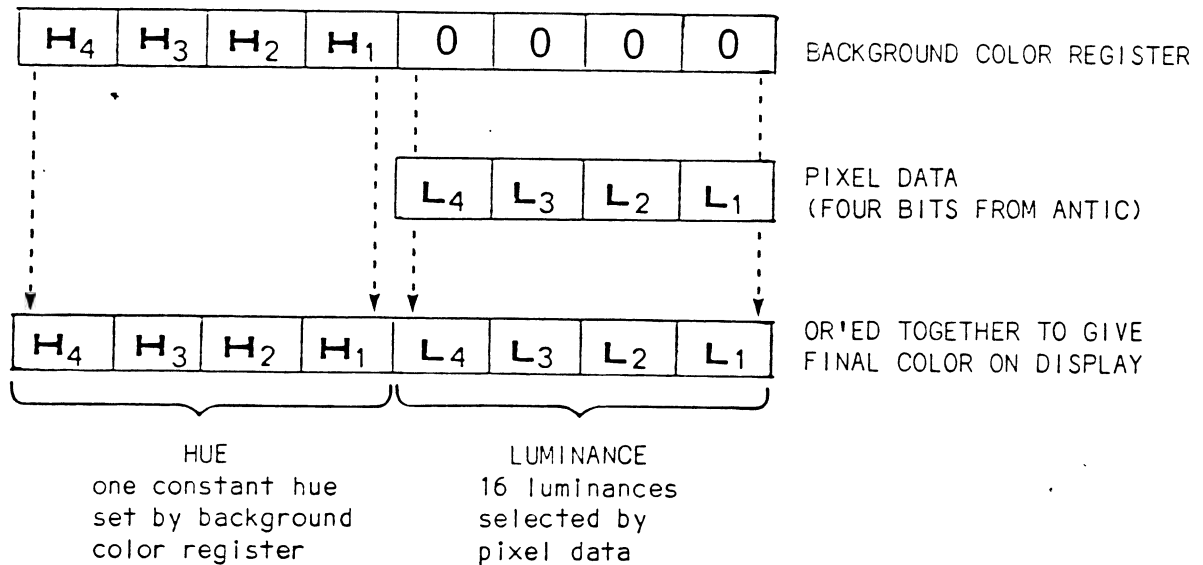 H4 H3 H2 H1 0 0 0 0 BACKGROUND COLOR REGISTER
L4 L3 L2 L1
PIXEL DATA
(FOUR BITS FROM ANTIC)
H4 H3 H2 H1 L4 L3 L2 L1
OR'ED TOGETHER TO GIVE
FINAL COLOR ON DISPLAY
HUE
one constant hue
set by background
color register
LUMINANCE
16 luminances
selected by
pixel data